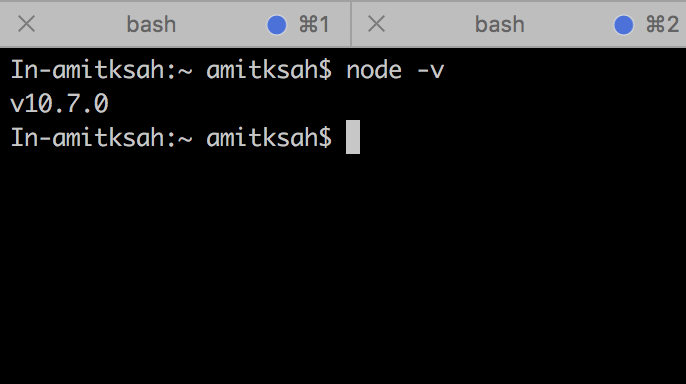 bash ⌘1 bash ⌘2
In-amitksah:~ amitksah$ node -v
v10.7.0
In-amitksah:~ amitksah$